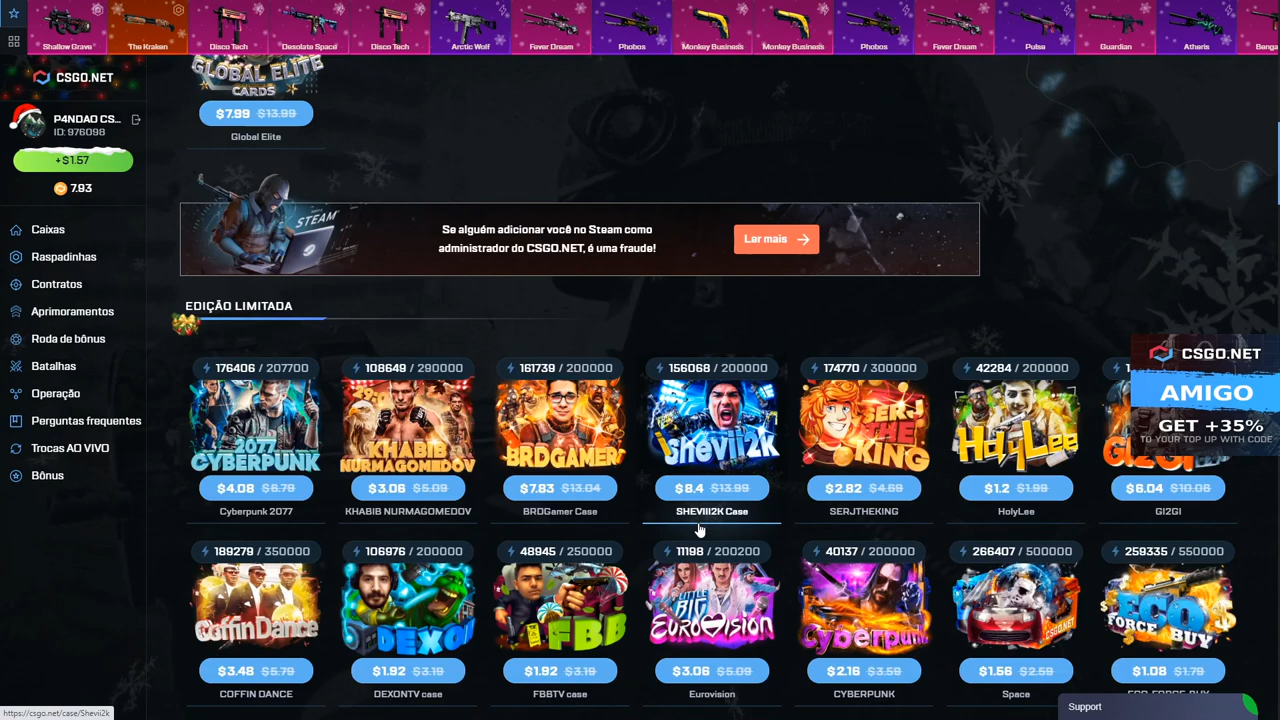 Shallow Grave
The Kraken
Disco Tech
Desolate Space
Disco Tech
Arctic Wolf
Fever Dream
Phobos
Monkey Business
Monkey Business
Phobos
Fever Dream
Pulse
Guardian
Atheris
Benga
CSGO.NET
P4NDAO CS...
ID: 976098
+$1.57
7.93
Caixas
Raspadinhas
Contratos
Aprimoramentos
Roda de bônus
Batalhas
Operação
Perguntas frequentes
Trocas AO VIVO
Bônus
GLOBAL ELITE
CARDS
$7.99 $13.99
Global Elite
STEAM
Se alguém adicionar você no Steam como
administrador do CSGO.NET, é uma fraude!
Ler mais
EDIÇÃO LIMITADA
176406 / 207700
108649 / 290000
161739 / 200000
156068 / 200000
174770 / 300000
42284 / 200000
2077
CYBERPUNK
KHABIB
NURMAGOMEDOV
BRDGAMER
shevii2k
SERJ
THE
KING
HolyLee
GI2GI
$4.08 $6.79
$3.06 $5.09
$7.83 $13.04
$8.4 $13.99
$2.82 $4.69
$1.2 $1.99
$6.04 $10.06
Cyberpunk 2077
KHABIB NURMAGOMEDOV
BRDGamer Case
SHEVIII2K Case
SERJTHEKING
HolyLee
GI2GI
CSGO.NET
AMIGO
GET +35%
TO YOUR TOP UP WITH CODE
189279 / 350000
106976 / 200000
48945 / 250000
11198 / 200200
40137 / 200000
266407 / 500000
259335 / 550000
Coffin Dance
DEXO
FBB
LITTLE
BIG
EUROVISION
Cyberpunk
CSGO.NET
ECO
FORCE BUY
$3.48 $5.79
$1.92 $3.19
$1.92 $3.19
$3.06 $5.09
$2.16 $3.59
$1.56 $2.59
$1.08 $1.79
COFFIN DANCE
DEXONTV case
FBBTV case
Eurovision
CYBERPUNK
Space
ECO-FORCE BUY
Support
https://csgo.net/case/Shevii2k